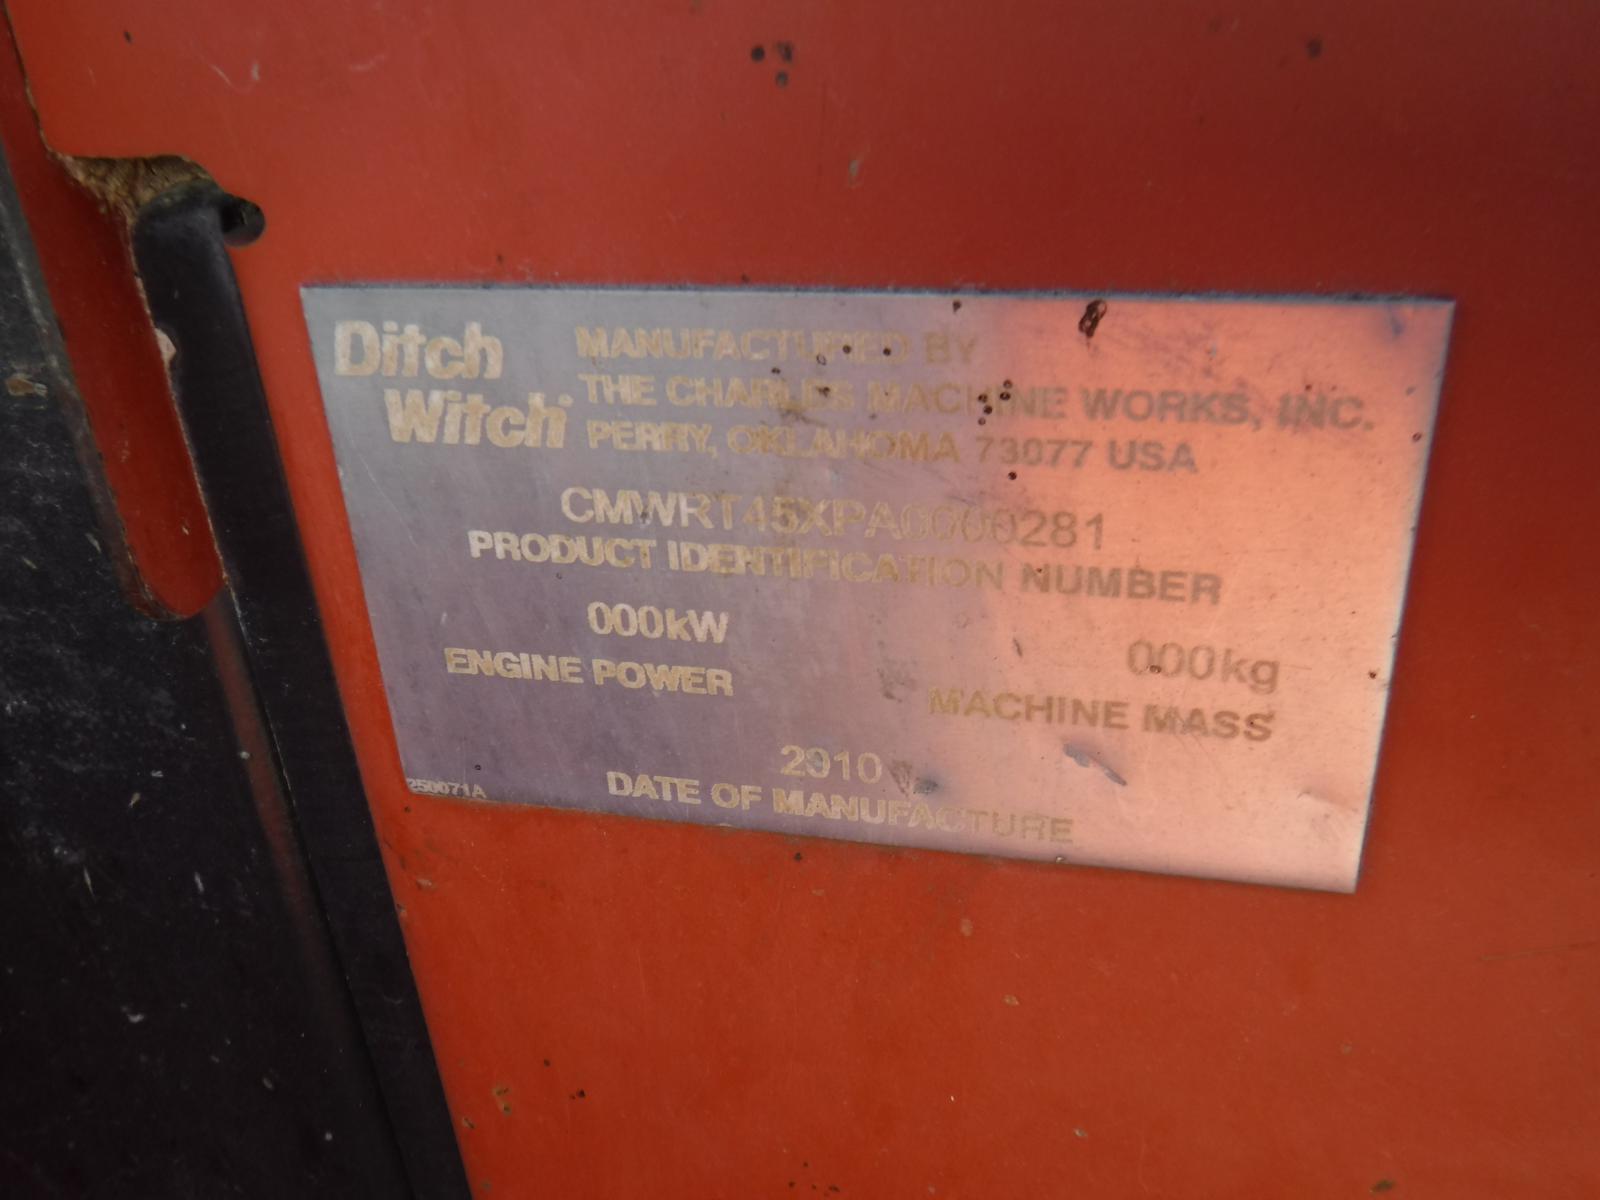 Ditch
Witch
MANUFACTURED BY
THE CHARLES MACHINE WORKS, INC.
PERRY, OKLAHOMA 73077 USA
CMWRT45XPA0000281
PRODUCT IDENTIFICATION NUMBER
000kW
ENGINE POWER
000kg
MACHINE MASS
2010
DATE OF MANUFACTURE
250071A